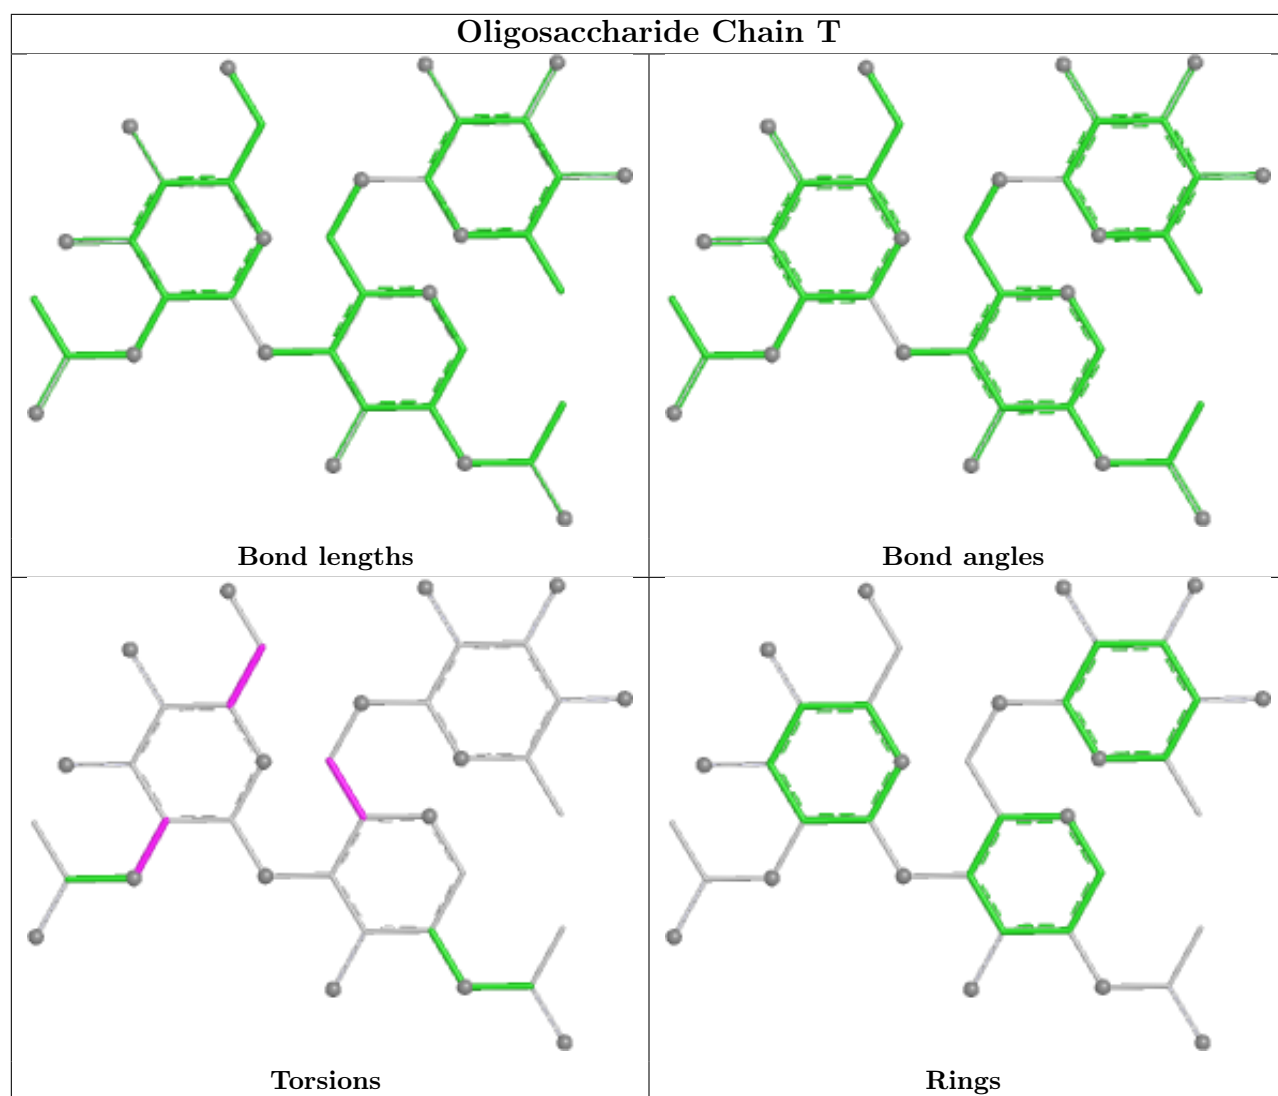 Oligosaccharide Chain T
Bond lengths
Bond angles
Torsions
Rings